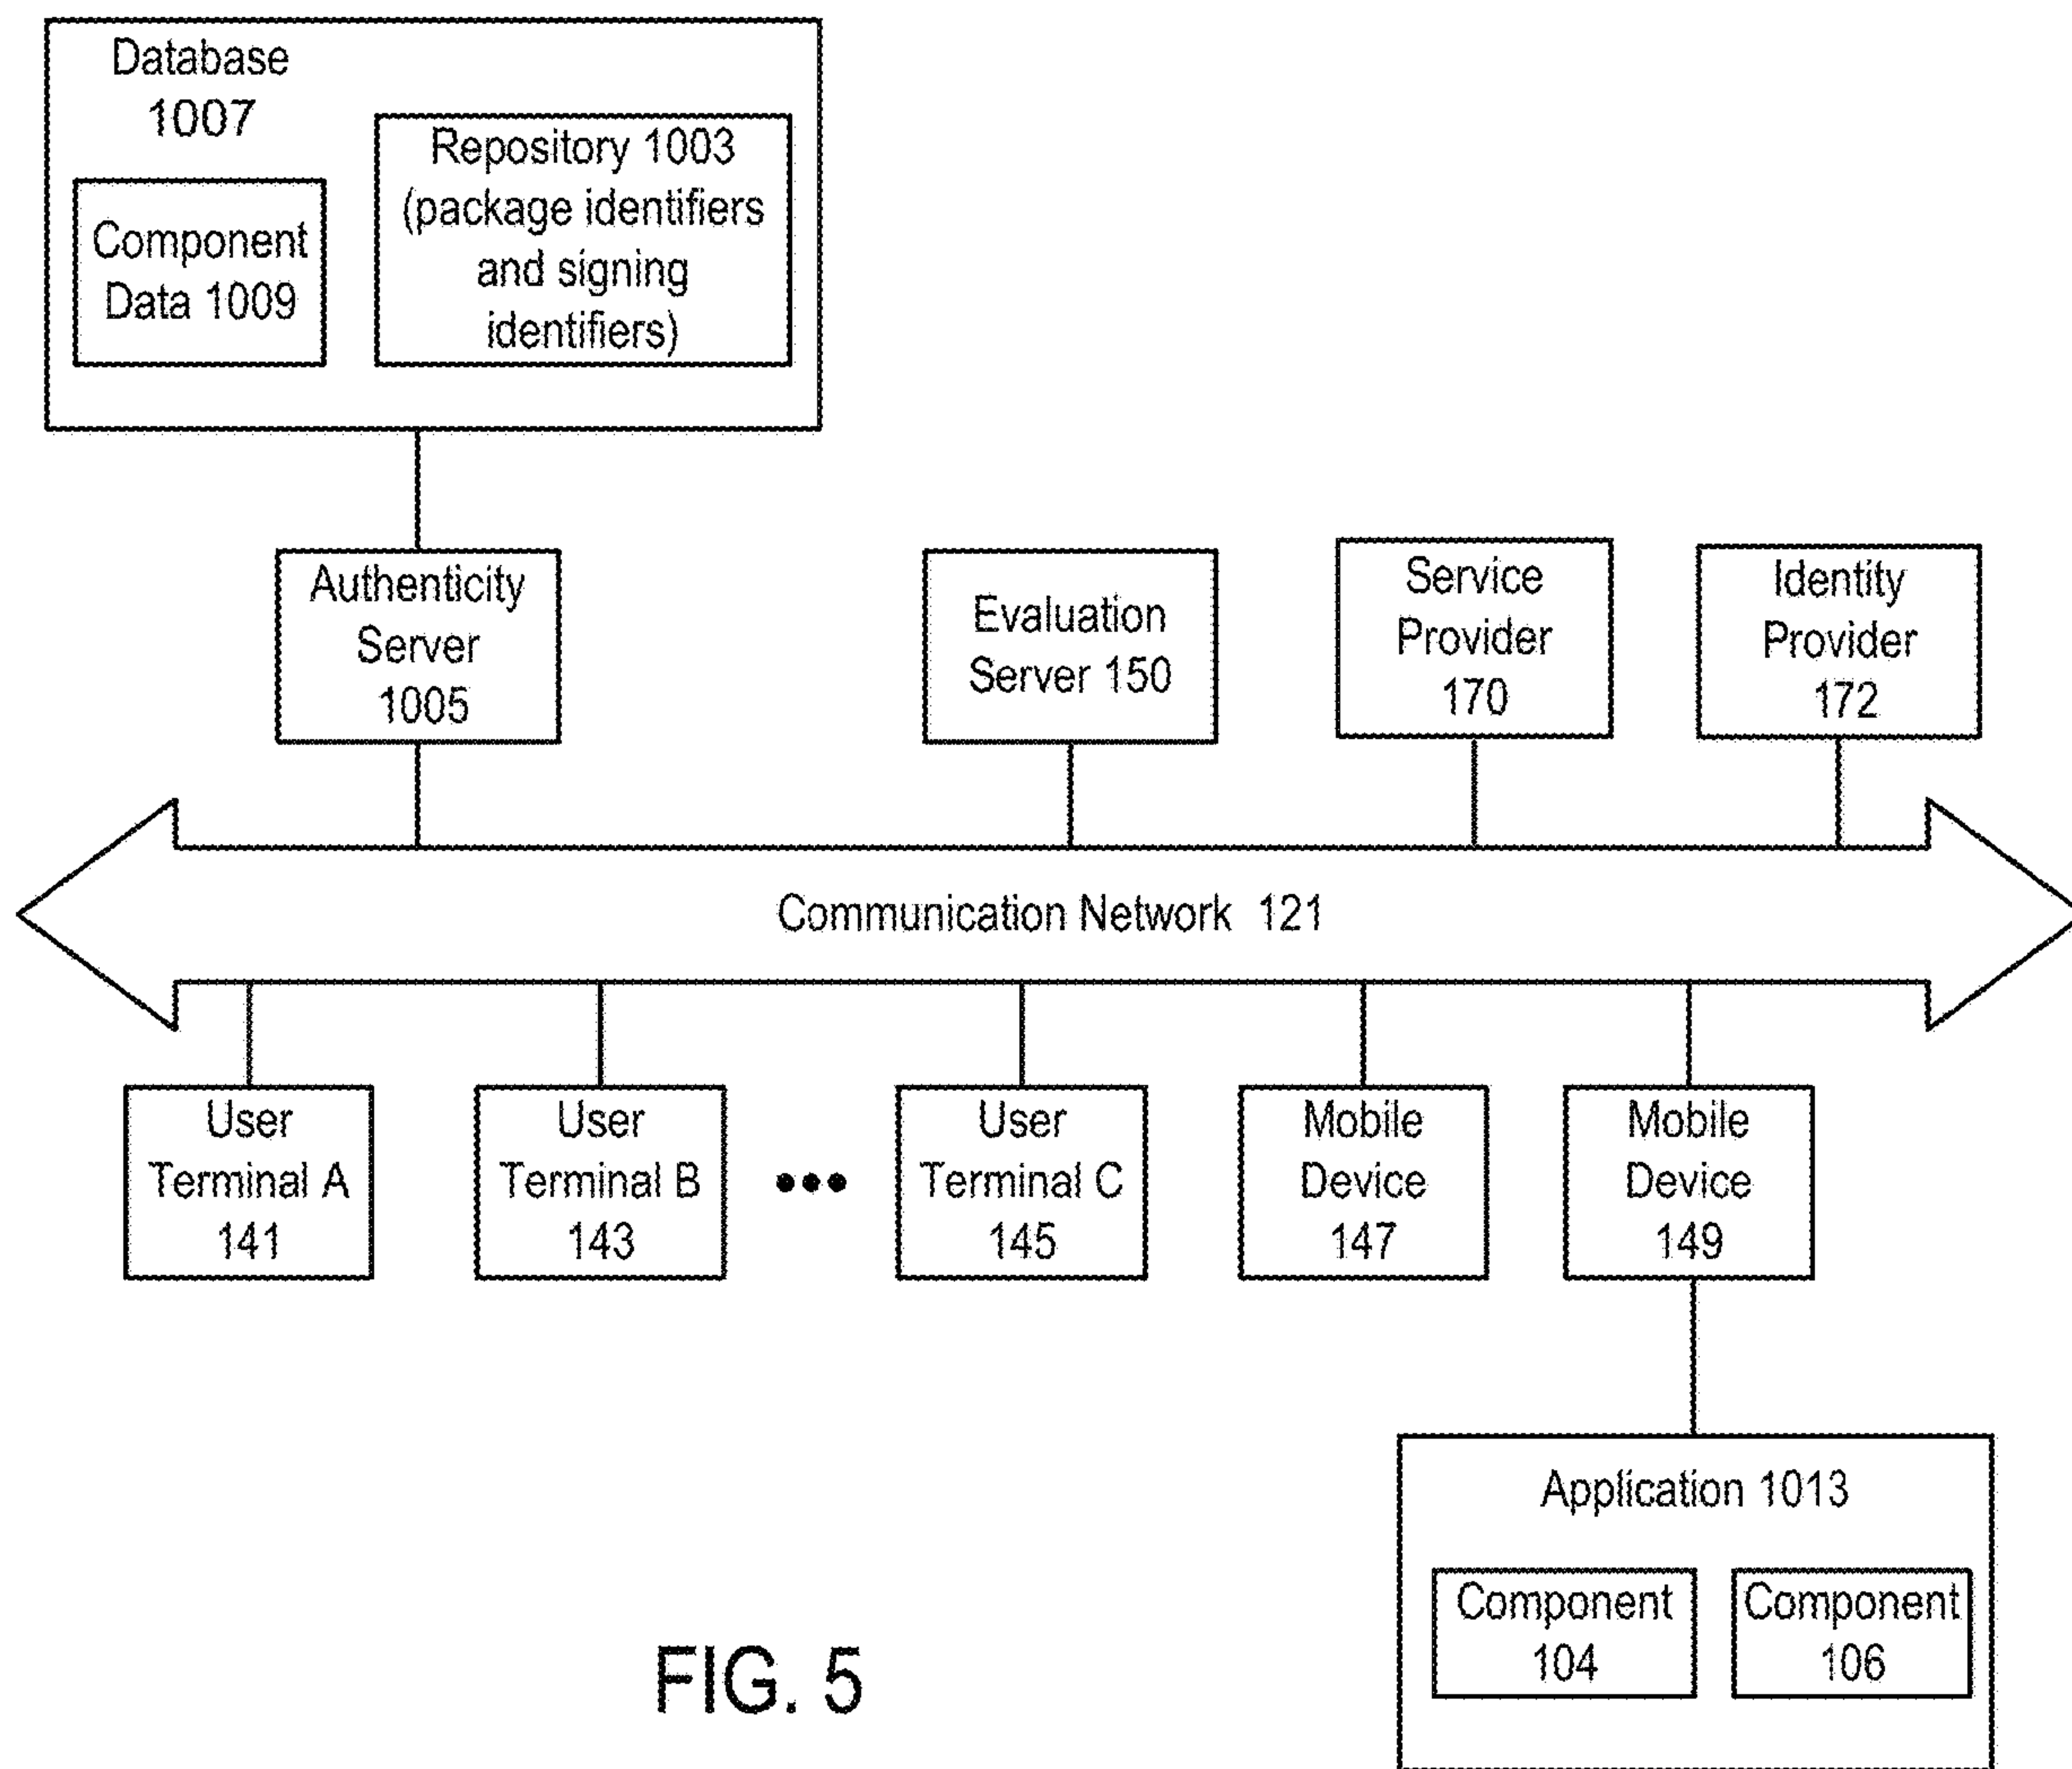 Database
1007
Component
Data 1009
Repository 1003
(package identifiers
and signing
identifiers)
Authenticity
Server
1005
Evaluation
Server 150
Service
Provider
170
Identity
Provider
172
Communication Network 121
User
Terminal A
141
User
Terminal B
143
•••
User
Terminal C
145
Mobile
Device
147
Mobile
Device
149
Application 1013
Component
104
Component
106
FIG. 5